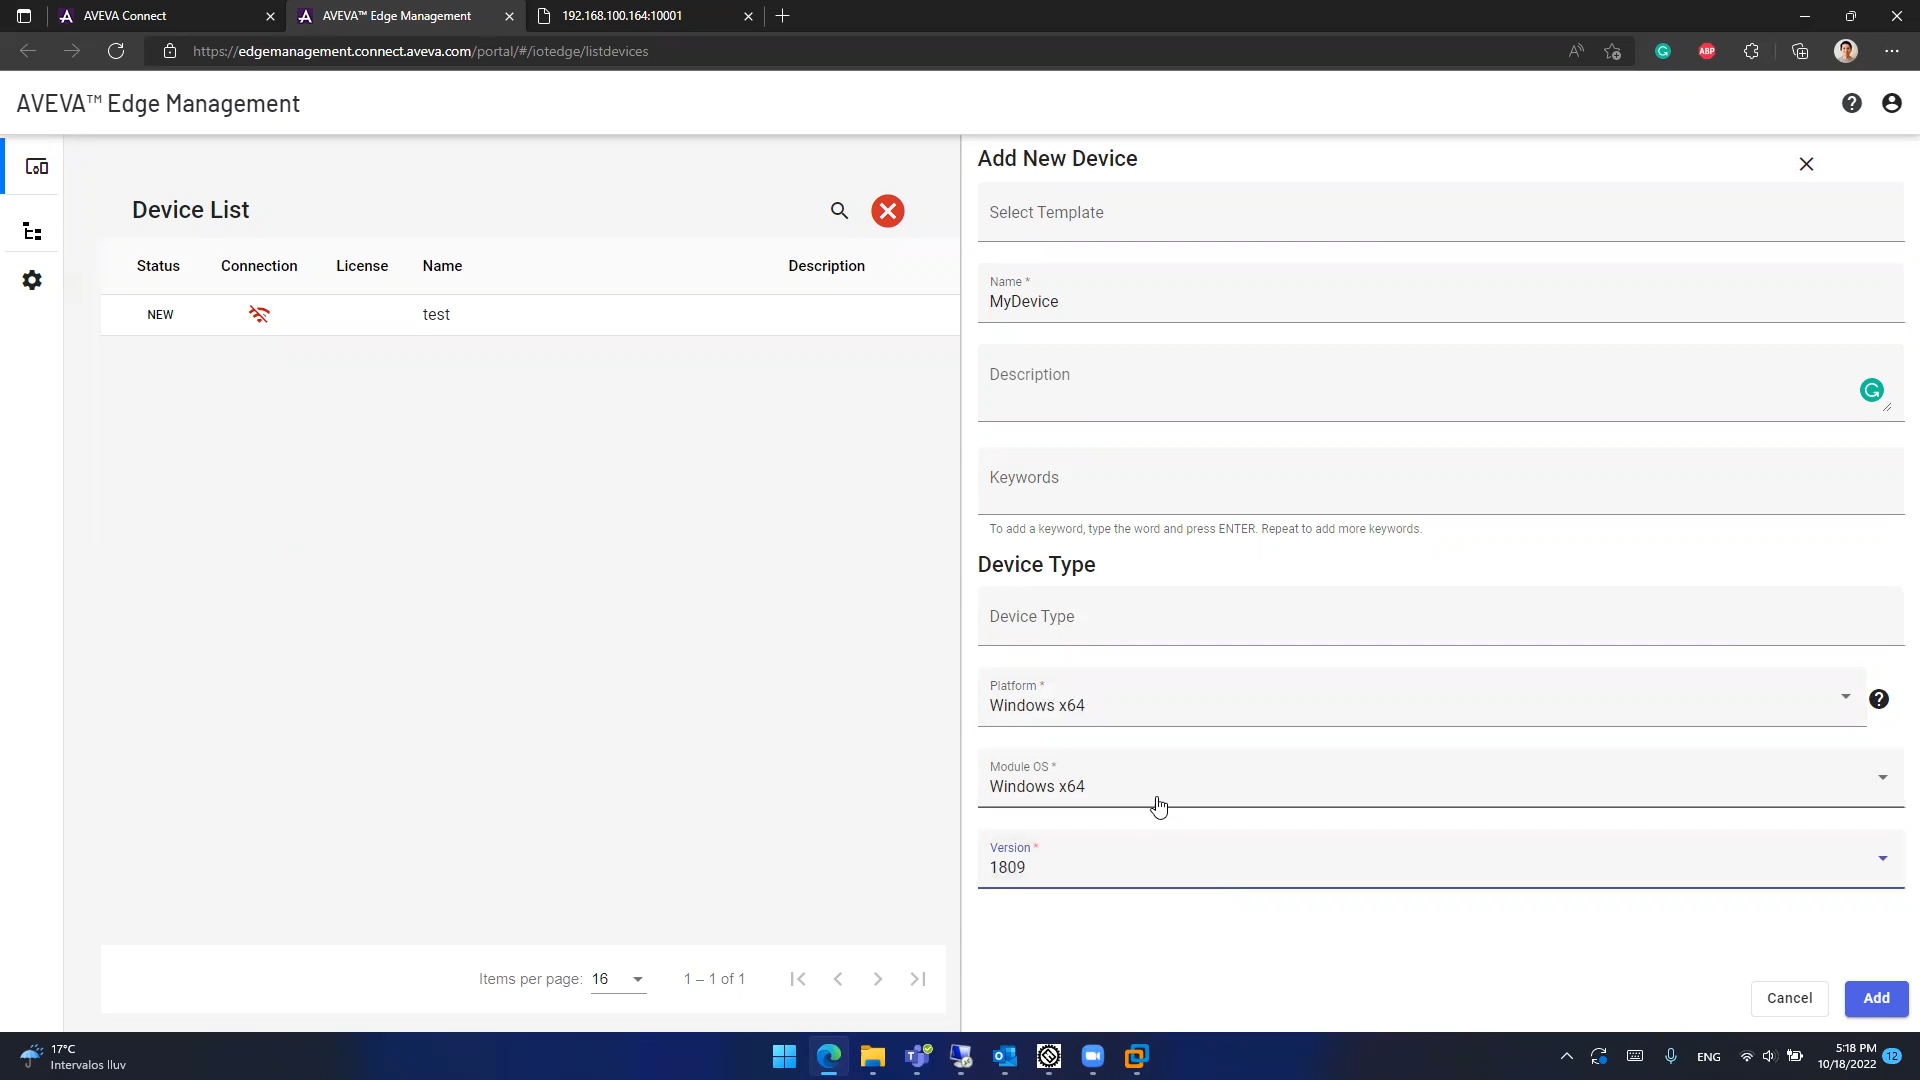 AVEVA Connect
AVEVA™ Edge Management
192.168.100.164:10001
https://edgemanagement.connect.aveva.com/portal/#/iotedge/listdevices
ABP
AVEVA™ Edge Management
Device List
Status Connection License Name Description
NEW test
Items per page: 16 1 – 1 of 1
Add New Device
Select Template
Name *
MyDevice
Description
Keywords
To add a keyword, type the word and press ENTER. Repeat to add more keywords.
Device Type
Device Type
Platform *
Windows x64
Module OS *
Windows x64
Version *
1809
Cancel Add
17°C
Intervalos lluv
ENG
5:18 PM
10/18/2022
12